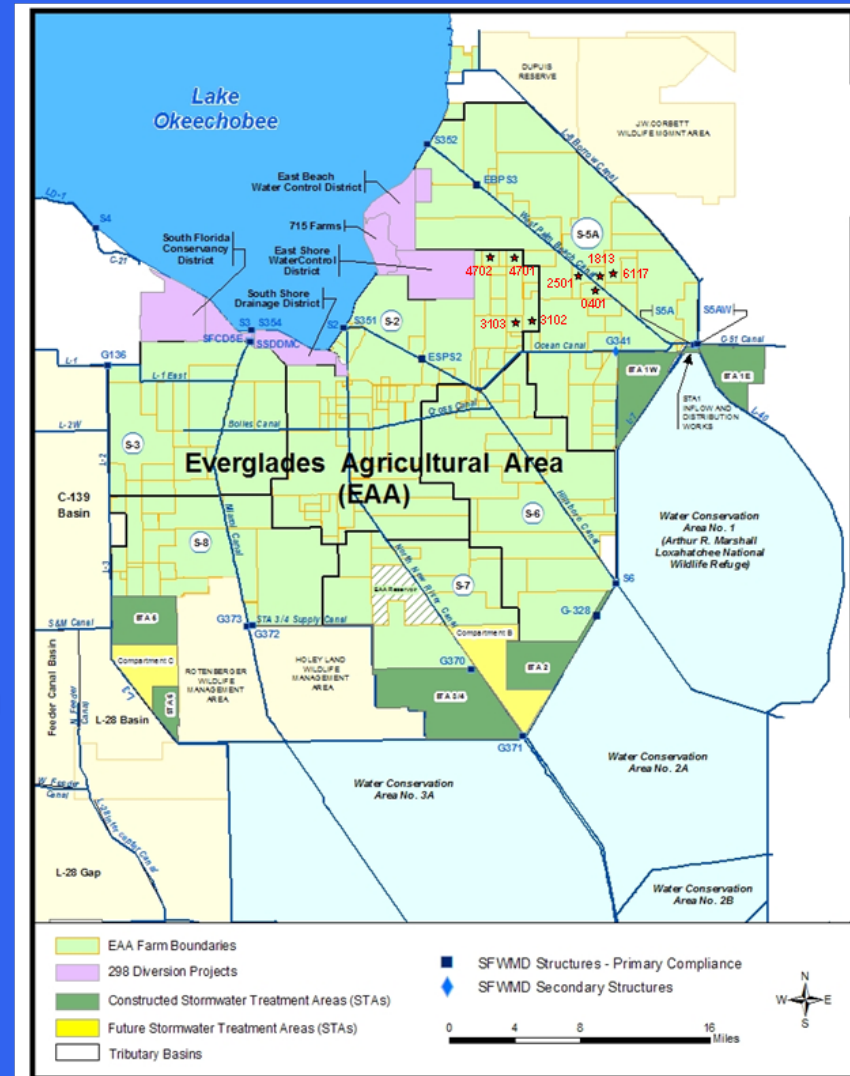 DUPUIS
RESERVE
J.W. CORBETT
WILDLIFE MGMNT AREA
Lake
Okeechobee
L-8 Borrow Canal
S352
East Beach
Water Control District
EBPS3
LD-1
S4
West Palm Beach Canal
S-5A
715 Farms
South Florida
Conservancy
District
C-21
East Shore
WaterControl
District
4702
4701
1813
2501
6117
0401
South Shore
Drainage District
S5A
S5AW
S3
S354
S2
S351
S-2
3103
3102
SFCD5E
SSDDMC
G341
C-51 Canal
Ocean Canal
G136
L-1
ESPS2
L-1 East
STA 1W
STA 1E
STA1
INFLOW AND
DISTRIBUTION
WORKS
L-7
L-40
Cross Canal
Bolles Canal
L-2W
S-3
L-2
Everglades Agricultural Area
(EAA)
C-139
Basin
Miami Canal
S-6
Hillsboro Canal
Water Conservation
Area No. 1
(Arthur R. Marshall
Loxahatchee National
Wildlife Refuge)
S-8
North New River Canal
L-3
S-7
EAA Reservoir
S6
G-328
STA 5
S&M Canal
G373
STA 3/4 Supply Canal
G372
Compartment B
Compartment C
ROTENBERGER
WILDLIFE
MANAGEMENT
AREA
HOLEY LAND
WILDLIFE
MANAGEMENT
AREA
G370
STA 2
Feeder Canal Basin
N. Feeder
Canal
L-3
STA 6
STA 3/4
L-28 Basin
G371
Water Conservation
Area No. 3A
Water Conservation
Area No. 2A
W. Feeder
Canal
L-28 Interceptor Canal
L-28 Gap
Water Conservation
Area No. 2B
EAA Farm Boundaries
298 Diversion Projects
Constructed Stormwater Treatment Areas (STAs)
Future Stormwater Treatment Areas (STAs)
Tributary Basins
SFWMD Structures - Primary Compliance
SFWMD Secondary Structures
N
W
E
S
0
4
8
16
Miles